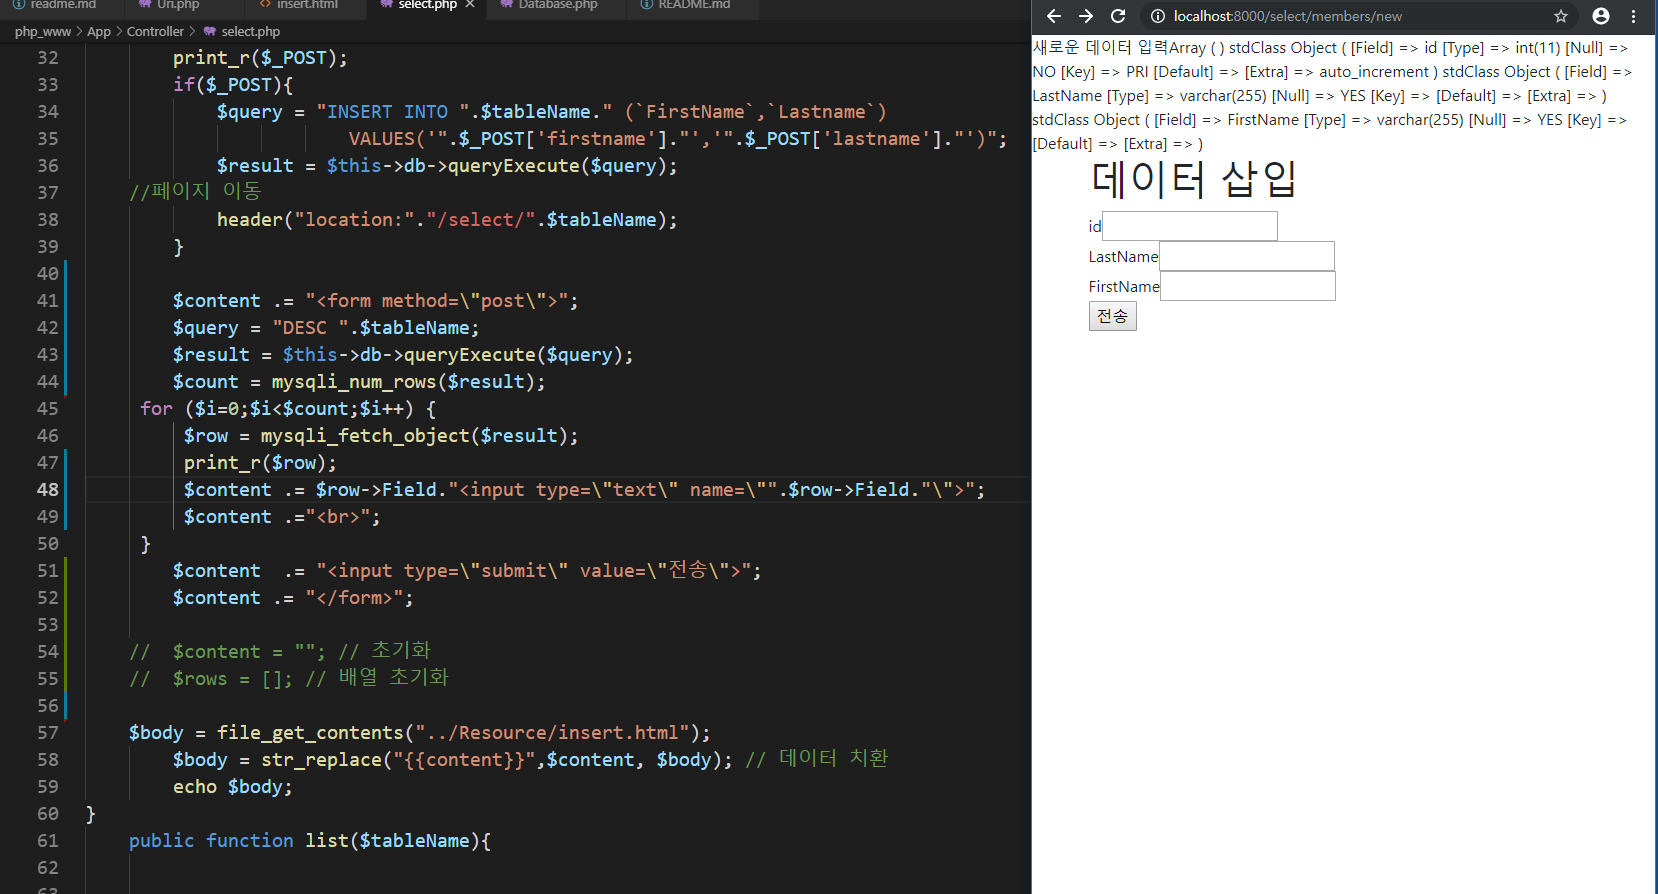 readme.md Uri.php insert.html select.php × Database.php README.md
php_www > App > Controller > select.php
32 print_r($_POST);
33 if($_POST){
34 $query = "INSERT INTO ".$tableName." (`FirstName`,`Lastname`)
35 VALUES('".$_POST['firstname']."','".$_POST['lastname']."')";
36 $result = $this->db->queryExecute($query);
37 //페이지 이동
38 header("location:"."/select/".$tableName);
39 }
40
41 $content .= "<form method=\"post\">";
42 $query = "DESC ".$tableName;
43 $result = $this->db->queryExecute($query);
44 $count = mysqli_num_rows($result);
45 for ($i=0;$i<$count;$i++) {
46 $row = mysqli_fetch_object($result);
47 print_r($row);
48 $content .= $row->Field."<input type=\"text\" name=\"".$row->Field."\">";
49 $content .="<br>";
50 }
51 $content  .= "<input type=\"submit\" value=\"전송\">";
52 $content .= "</form>";
53
54 //  $content = ""; // 초기화
55 //  $rows = []; // 배열 초기화
56
57 $body = file_get_contents("../Resource/insert.html");
58 $body = str_replace("{{content}}",$content, $body); // 데이터 치환
59 echo $body;
60 }
61 public function list($tableName){
62
63
localhost:8000/select/members/new
새로운 데이터 입력Array ( ) stdClass Object ( [Field] => id [Type] => int(11) [Null] =>
NO [Key] => PRI [Default] => [Extra] => auto_increment ) stdClass Object ( [Field] =>
LastName [Type] => varchar(255) [Null] => YES [Key] => [Default] => [Extra] => )
stdClass Object ( [Field] => FirstName [Type] => varchar(255) [Null] => YES [Key] =>
[Default] => [Extra] => )
데이터 삽입
id
LastName
FirstName
전송